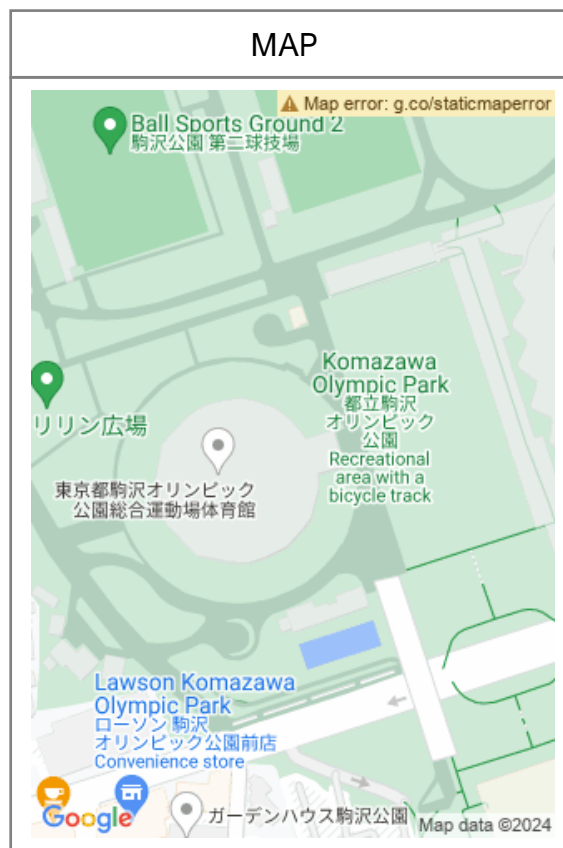 MAP
Map error: g.co/staticmaperror
Ball Sports Ground 2
駒沢公園 第二球技場
Komazawa
Olympic Park
都立駒沢
オリンピック
公園
Recreational
area with a
bicycle track
リリン広場
東京都駒沢オリンピック
公園総合運動場体育館
Lawson Komazawa
Olympic Park
ローソン 駒沢
オリンピック公園前店
Convenience store
ガーデンハウス駒沢公園
Google
Map data ©2024